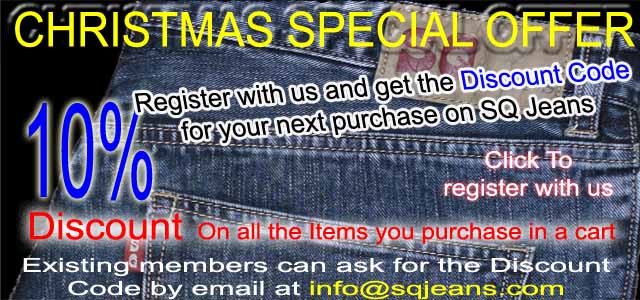 CHRISTMAS SPECIAL OFFER
Register with us and get the Discount Code
for your next purchase on SQ Jeans
10%
Click To
register with us
Discount On all the Items you purchase in a cart
Existing members can ask for the Discount
Code by email at info@sqjeans.com